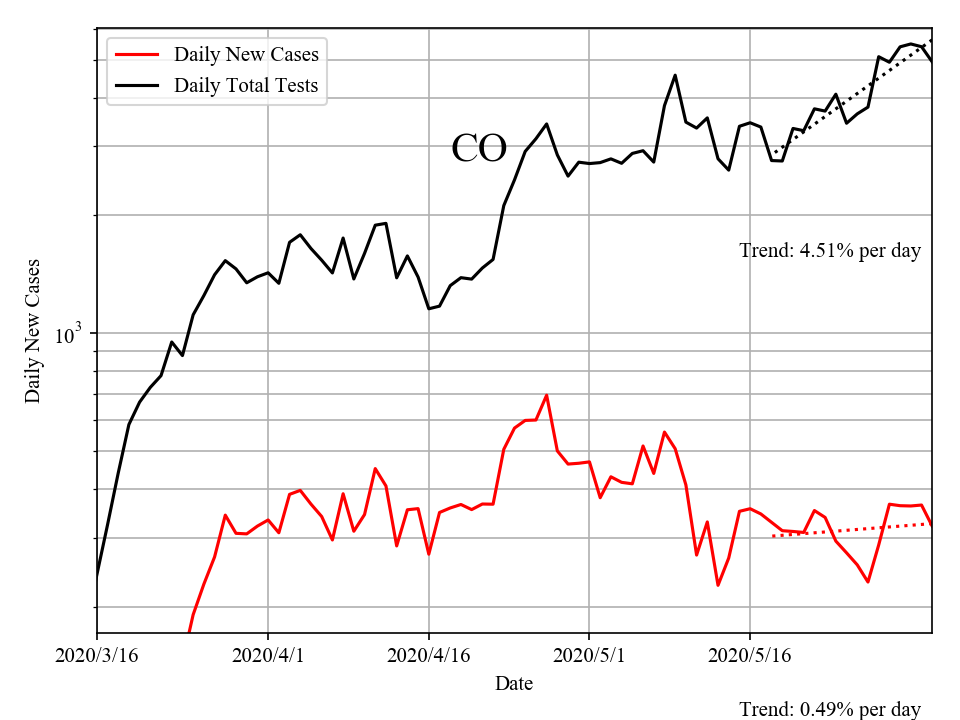 Daily New Cases
Daily Total Tests
CO
Trend: 4.51% per day
Daily New Cases
10^3
2020/3/16 2020/4/1 2020/4/16 2020/5/1 2020/5/16
Date
Trend: 0.49% per day